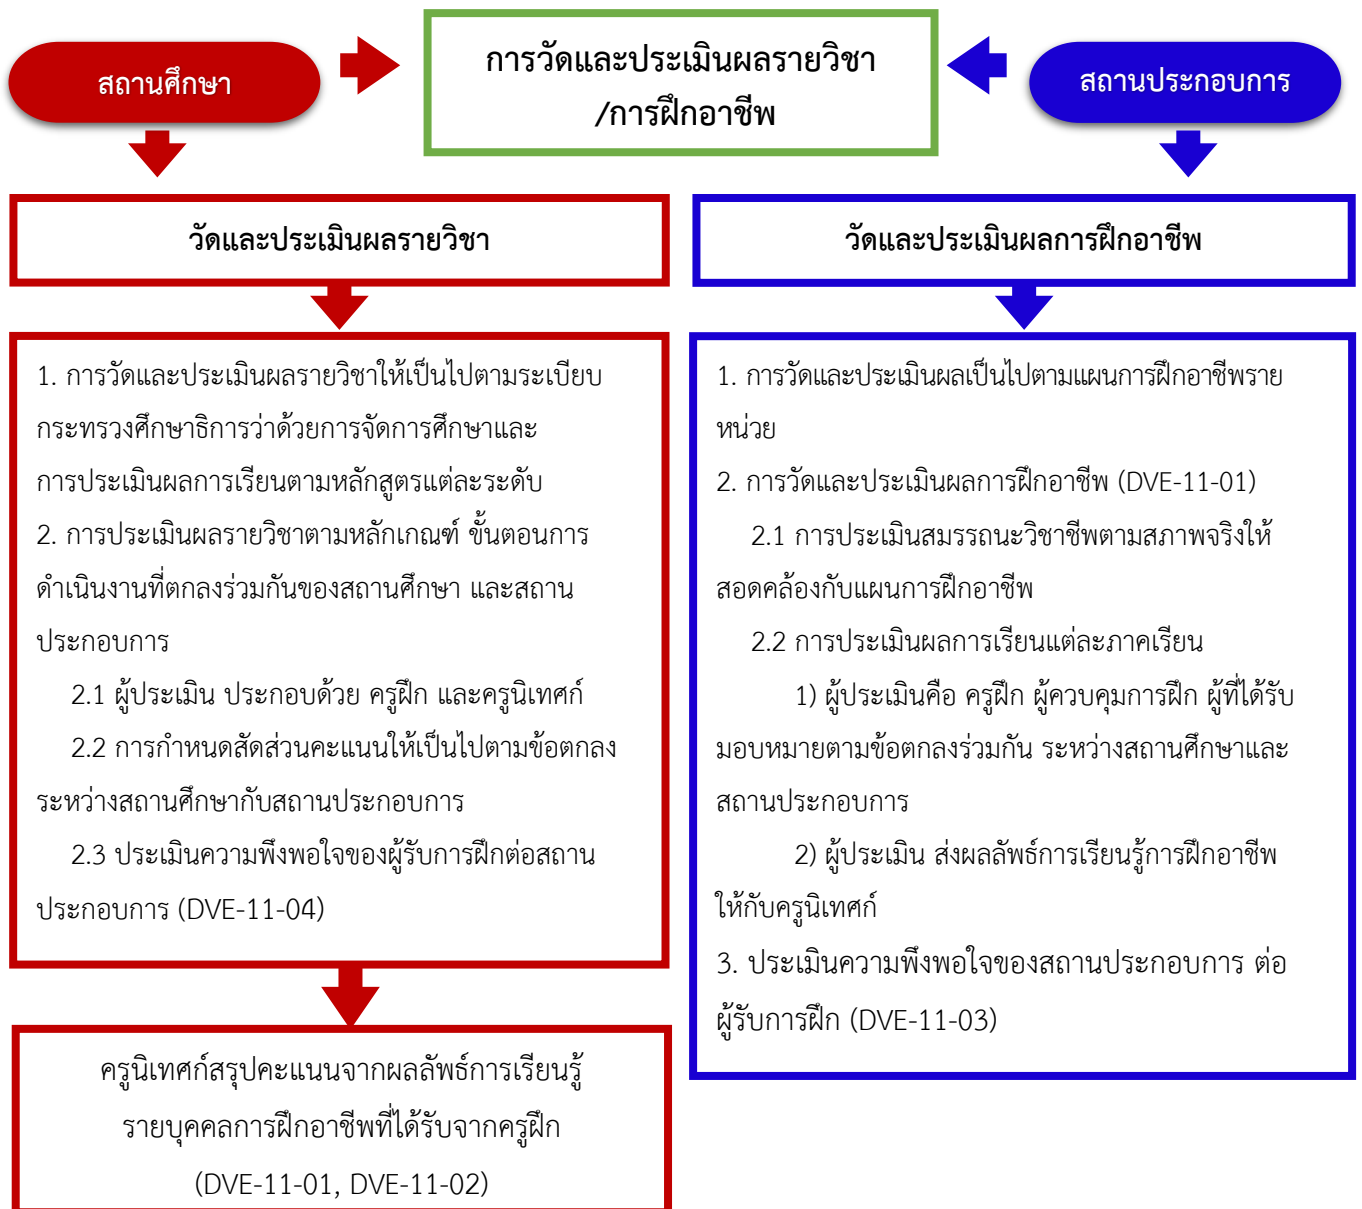 สถานศึกษา
การวัดและประเมินผลรายวิชา
/การฝึกอาชีพ
สถานประกอบการ
วัดและประเมินผลรายวิชา
1. การวัดและประเมินผลรายวิชาให้เป็นไปตามระเบียบ
กระทรวงศึกษาธิการว่าด้วยการจัดการศึกษาและ
การประเมินผลการเรียนตามหลักสูตรแต่ละระดับ
2. การประเมินผลรายวิชาตามหลักเกณฑ์ ขั้นตอนการ
ดำเนินงานที่ตกลงร่วมกันของสถานศึกษา และสถาน
ประกอบการ
2.1 ผู้ประเมิน ประกอบด้วย ครูฝึก และครูนิเทศก์
2.2 การกำหนดสัดส่วนคะแนนให้เป็นไปตามข้อตกลง
ระหว่างสถานศึกษากับสถานประกอบการ
2.3 ประเมินความพึงพอใจของผู้รับการฝึกต่อสถาน
ประกอบการ (DVE-11-04)
ครูนิเทศก์สรุปคะแนนจากผลลัพธ์การเรียนรู้
รายบุคคลการฝึกอาชีพที่ได้รับจากครูฝึก
(DVE-11-01, DVE-11-02)
วัดและประเมินผลการฝึกอาชีพ
1. การวัดและประเมินผลเป็นไปตามแผนการฝึกอาชีพราย
หน่วย
2. การวัดและประเมินผลการฝึกอาชีพ (DVE-11-01)
2.1 การประเมินสมรรถนะวิชาชีพตามสภาพจริงให้
สอดคล้องกับแผนการฝึกอาชีพ
2.2 การประเมินผลการเรียนแต่ละภาคเรียน
1) ผู้ประเมินคือ ครูฝึก ผู้ควบคุมการฝึก ผู้ที่ได้รับ
มอบหมายตามข้อตกลงร่วมกัน ระหว่างสถานศึกษาและ
สถานประกอบการ
2) ผู้ประเมิน ส่งผลลัพธ์การเรียนรู้การฝึกอาชีพ
ให้กับครูนิเทศก์
3. ประเมินความพึงพอใจของสถานประกอบการ ต่อ
ผู้รับการฝึก (DVE-11-03)